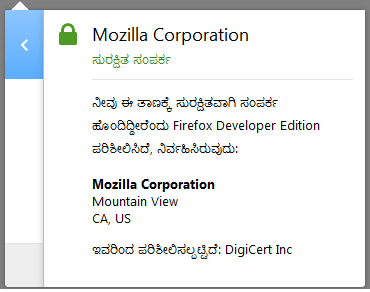 Mozilla Corporation
ಸುರಕ್ಷಿತ ಸಂಪರ್ಕ
ನೀವು ಈ ತಾಣಕ್ಕೆ ಸುರಕ್ಷಿತವಾಗಿ ಸಂಪರ್ಕ
ಹೊಂದಿದ್ದೀರೆಂದು Firefox Developer Edition
ಪರಿಶೀಲಿಸಿದೆ, ನಿರ್ವಹಿಸಿರುವುದು:
Mozilla Corporation
Mountain View
CA, US
ಇವರಿಂದ ಪರಿಶೀಲಿಸಲ್ಪಟ್ಟಿದೆ: DigiCert Inc